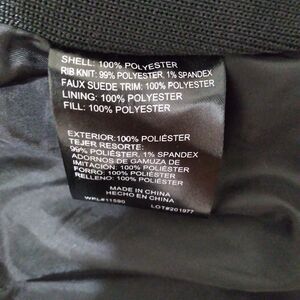 SHELL: 100% POLYESTER
RIB KNIT: 99% POLYESTER, 1% SPANDEX
FAUX SUEDE TRIM: 100% POLYESTER
LINING: 100% POLYESTER
FILL: 100% POLYESTER
EXTERIOR:100% POLIÉSTER
TEJER RESORTE:
99% POLIÉSTER, 1% SPANDEX
ADORNOS DE GAMUZA DE
IMITACIÓN: 100% POLIÉSTER
FORRO: 100% POLIÉSTER
RELLENO: 100% POLIÉSTER
MADE IN CHINA
HECHO EN CHINA
WPL#11590
LOT#201977